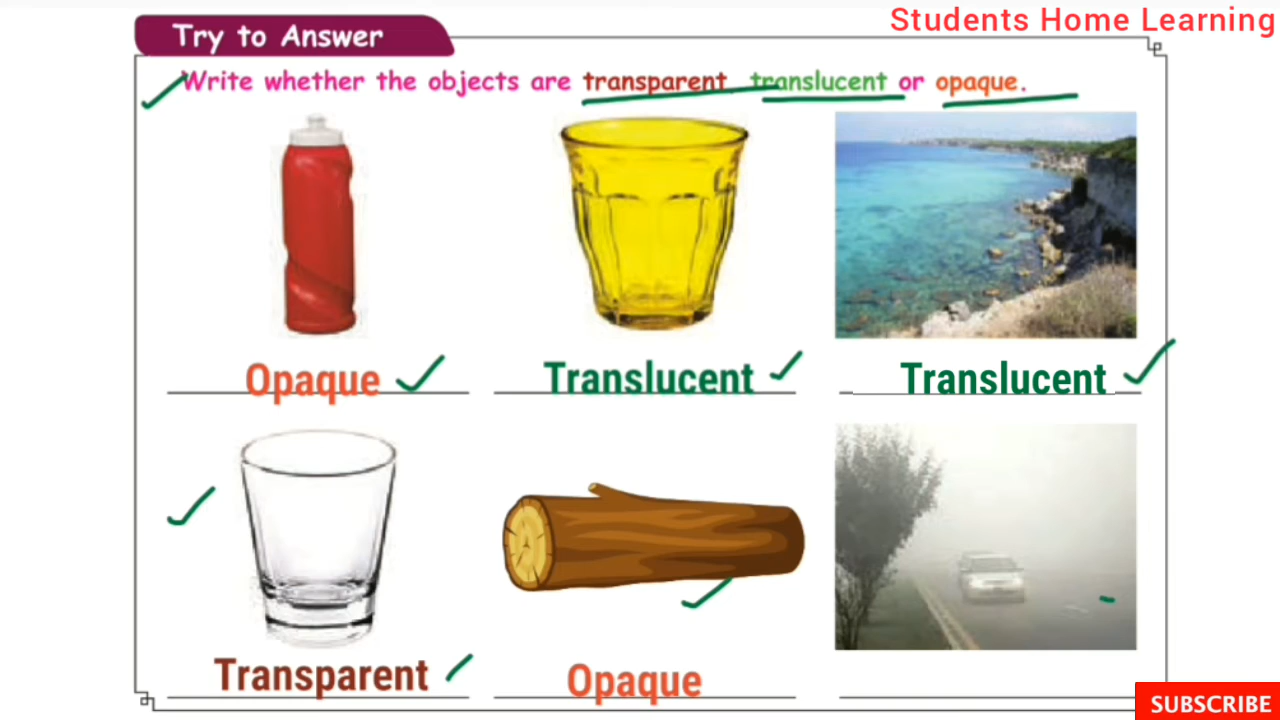 Students Home Learning
Try to Answer
Write whether the objects are transparent translucent or opaque.
Opaque
Translucent
Translucent
Transparent
Opaque
SUBSCRIBE